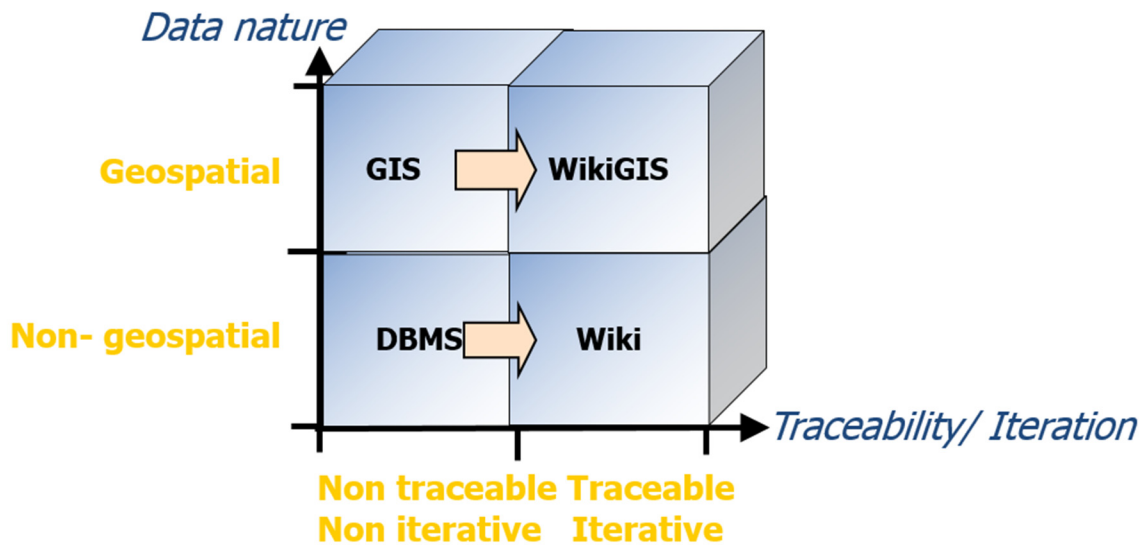 Data nature
Geospatial
GIS
WikiGIS
Non- geospatial
DBMS
Wiki
Traceability/ Iteration
Non traceable Traceable
Non iterative Iterative